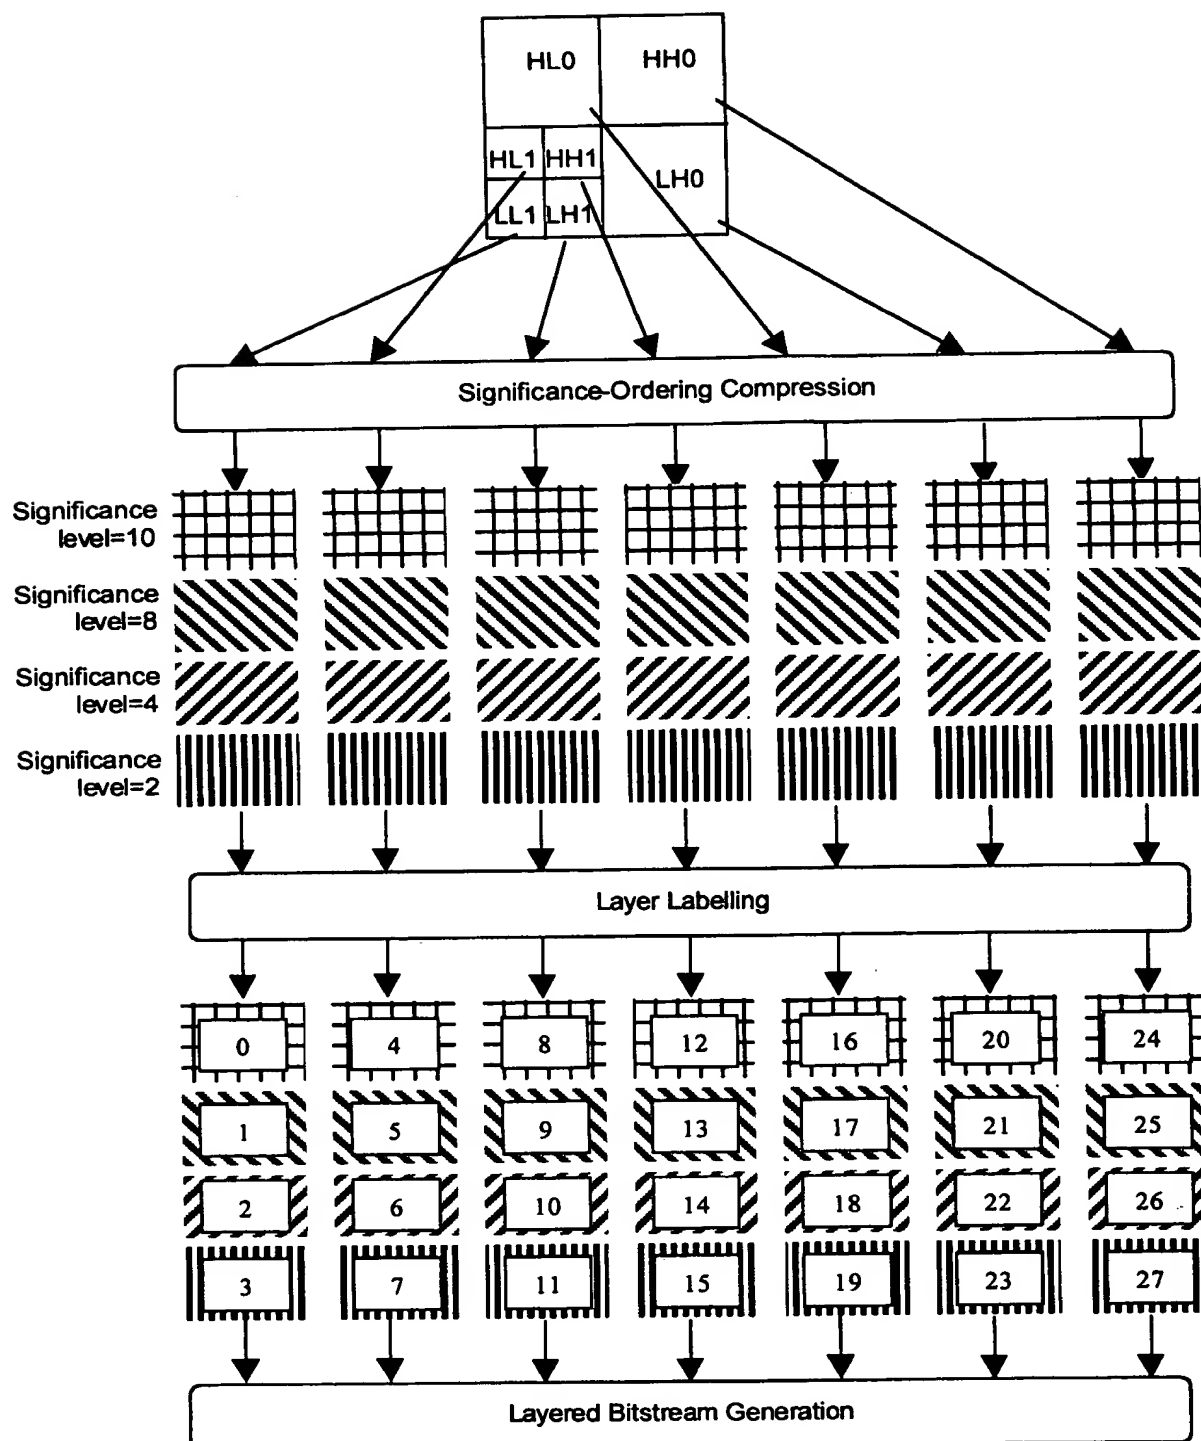 HL0 HH0
HL1 HH1
LH0
LL1 LH1
Significance-Ordering Compression
Significance
level=10
Significance
level=8
Significance
level=4
Significance
level=2
Layer Labelling
0 4 8 12 16 20 24
1 5 9 13 17 21 25
2 6 10 14 18 22 26
3 7 11 15 19 23 27
Layered Bitstream Generation